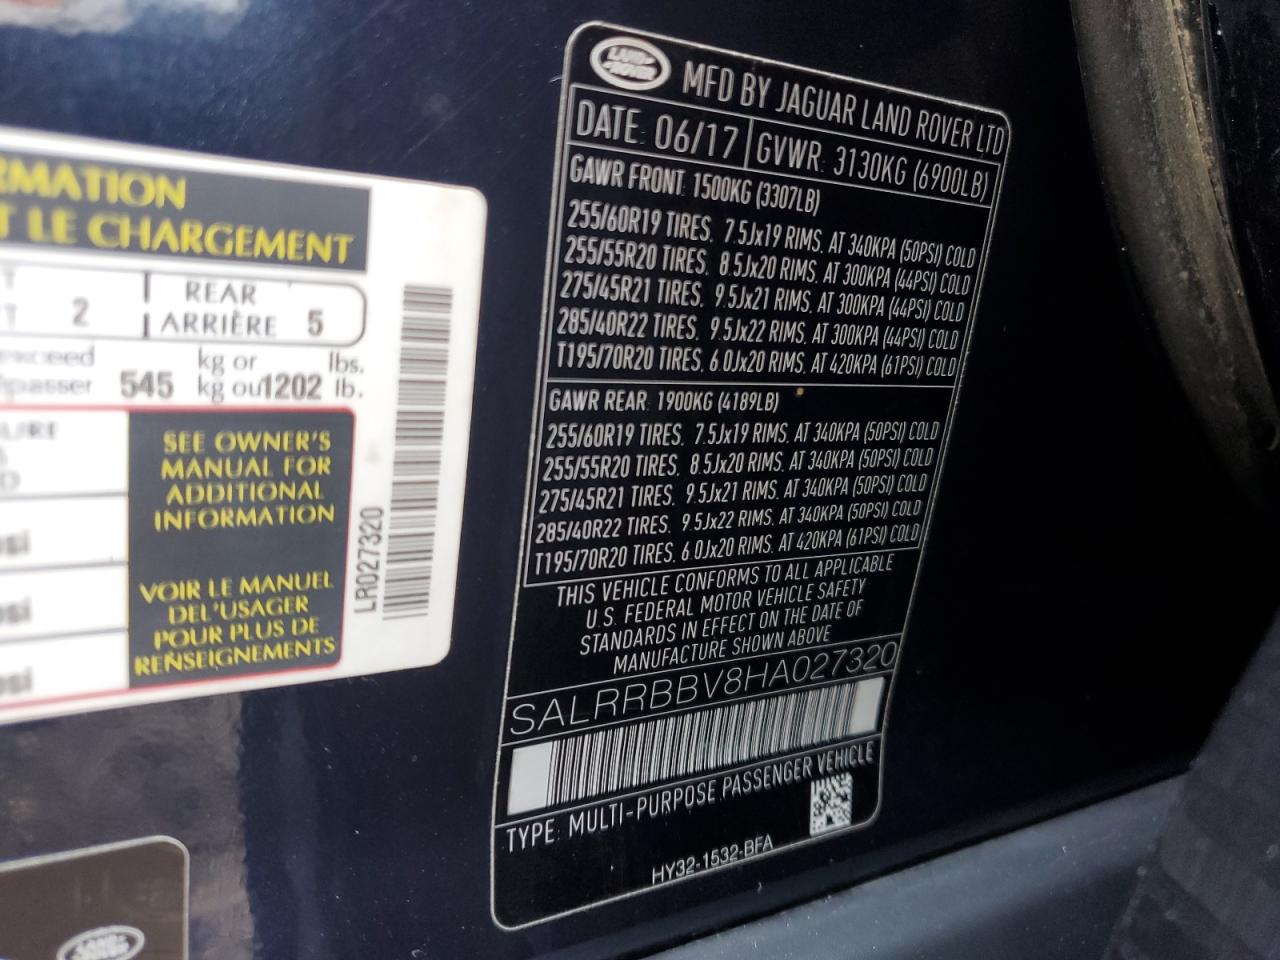 RMATION
T LE CHARGEMENT
2
REAR
ARRIÈRE 5
exceed
kg or
lbs.
passer 545 kg ou 1202 lb.
SEE OWNER'S
MANUAL FOR
ADDITIONAL
INFORMATION
VOIR LE MANUEL
DEL'USAGER
POUR PLUS DE
RENSEIGNEMENTS
psi
psi
psi
LR027320
LAND
ROVER
LAND
ROVER
MFD BY JAGUAR LAND ROVER LTD
DATE: 06/17
GVWR: 3130KG (6900LB)
GAWR FRONT: 1500KG (3307LB)
255/60R19 TIRES, 7.5Jx19 RIMS, AT 340KPA (50PSI) COLD
255/55R20 TIRES, 8.5Jx20 RIMS, AT 300KPA (44PSI) COLD
275/45R21 TIRES, 9.5Jx21 RIMS, AT 300KPA (44PSI) COLD
285/40R22 TIRES, 9.5Jx22 RIMS, AT 300KPA (44PSI) COLD
T195/70R20 TIRES, 6.0Jx20 RIMS, AT 420KPA (61PSI) COLD
GAWR REAR: 1900KG (4189LB)
255/60R19 TIRES, 7.5Jx19 RIMS, AT 340KPA (50PSI) COLD
255/55R20 TIRES, 8.5Jx20 RIMS, AT 340KPA (50PSI) COLD
275/45R21 TIRES, 9.5Jx21 RIMS, AT 340KPA (50PSI) COLD
285/40R22 TIRES, 9.5Jx22 RIMS, AT 340KPA (50PSI) COLD
T195/70R20 TIRES, 6.0Jx20 RIMS, AT 420KPA (61PSI) COLD
THIS VEHICLE CONFORMS TO ALL APPLICABLE
U.S. FEDERAL MOTOR VEHICLE SAFETY
STANDARDS IN EFFECT ON THE DATE OF
MANUFACTURE SHOWN ABOVE
SALRRBBV8HA027320
TYPE: MULTI-PURPOSE PASSENGER VEHICLE
HY32-1532-BFA